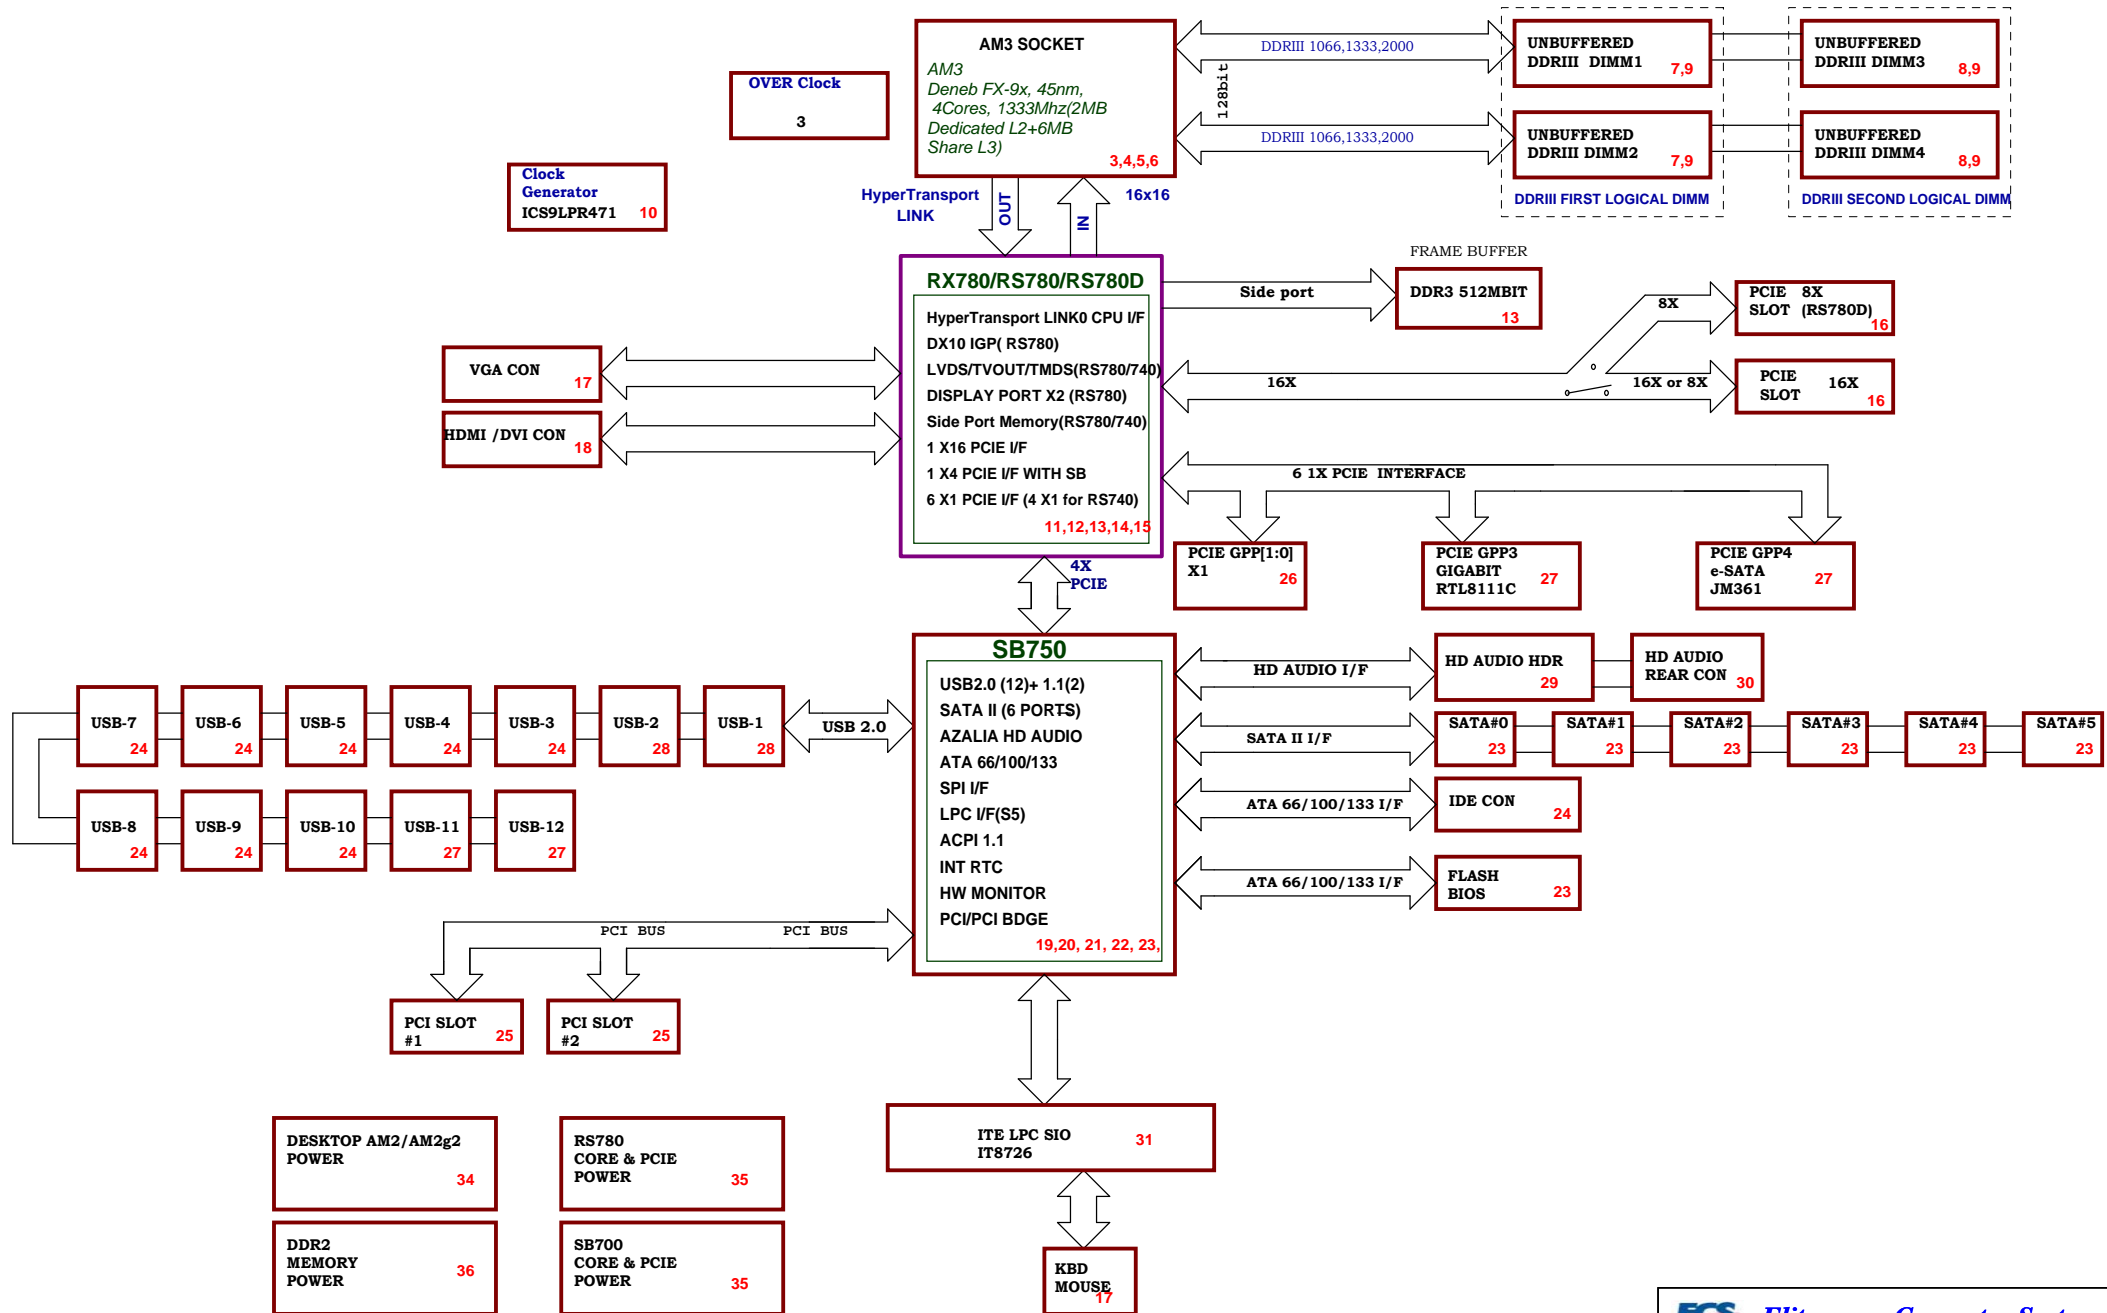 AM3 SOCKET
AM3
Deneb FX-9x, 45nm,
4Cores, 1333Mhz(2MB
Dedicated L2+6MB
Share L3)
3,4,5,6
OVER Clock
3
Clock
Generator
ICS9LPR471 10
DDRIII 1066,1333,2000
128bit
DDRIII 1066,1333,2000
UNBUFFERED
DDRIII DIMM1 7,9
UNBUFFERED
DDRIII DIMM3 8,9
UNBUFFERED
DDRIII DIMM2 7,9
UNBUFFERED
DDRIII DIMM4 8,9
DDRIII FIRST LOGICAL DIMM
DDRIII SECOND LOGICAL DIMM
HyperTransport
LINK
OUT
IN
16x16
RX780/RS780/RS780D
HyperTransport LINK0 CPU I/F
DX10 IGP( RS780)
LVDS/TVOUT/TMDS(RS780/740)
DISPLAY PORT X2 (RS780)
Side Port Memory(RS780/740)
1 X16 PCIE I/F
1 X4 PCIE I/F WITH SB
6 X1 PCIE I/F (4 X1 for RS740)
11,12,13,14,15
FRAME BUFFER
Side port
DDR3 512MBIT
13
8X
PCIE 8X
SLOT (RS780D)
16
16X
16X or 8X
PCIE 16X
SLOT
16
VGA CON
17
HDMI /DVI CON
18
6 1X PCIE INTERFACE
PCIE GPP[1:0]
X1
26
PCIE GPP3
GIGABIT 27
RTL8111C
PCIE GPP4
e-SATA 27
JM361
4X
PCIE
SB750
USB2.0 (12)+ 1.1(2)
SATA II (6 PORTS)
AZALIA HD AUDIO
ATA 66/100/133
SPI I/F
LPC I/F(S5)
ACPI 1.1
INT RTC
HW MONITOR
PCI/PCI BDGE
19,20, 21, 22, 23,
HD AUDIO I/F
HD AUDIO HDR
29
HD AUDIO
REAR CON
30
SATA II I/F
SATA#0
23
SATA#1
23
SATA#2
23
SATA#3
23
SATA#4
23
SATA#5
23
ATA 66/100/133 I/F
IDE CON
24
ATA 66/100/133 I/F
FLASH
BIOS 23
USB-7
24
USB-6
24
USB-5
24
USB-4
24
USB-3
24
USB-2
28
USB-1
28
USB 2.0
USB-8
24
USB-9
24
USB-10
24
USB-11
27
USB-12
27
PCI BUS
PCI BUS
PCI SLOT
#1
25
PCI SLOT
#2
25
ITE LPC SIO
IT8726
31
KBD
MOUSE
17
DESKTOP AM2/AM2g2
POWER
34
RS780
CORE & PCIE
POWER
35
DDR2
MEMORY
POWER
36
SB700
CORE & PCIE
POWER
35